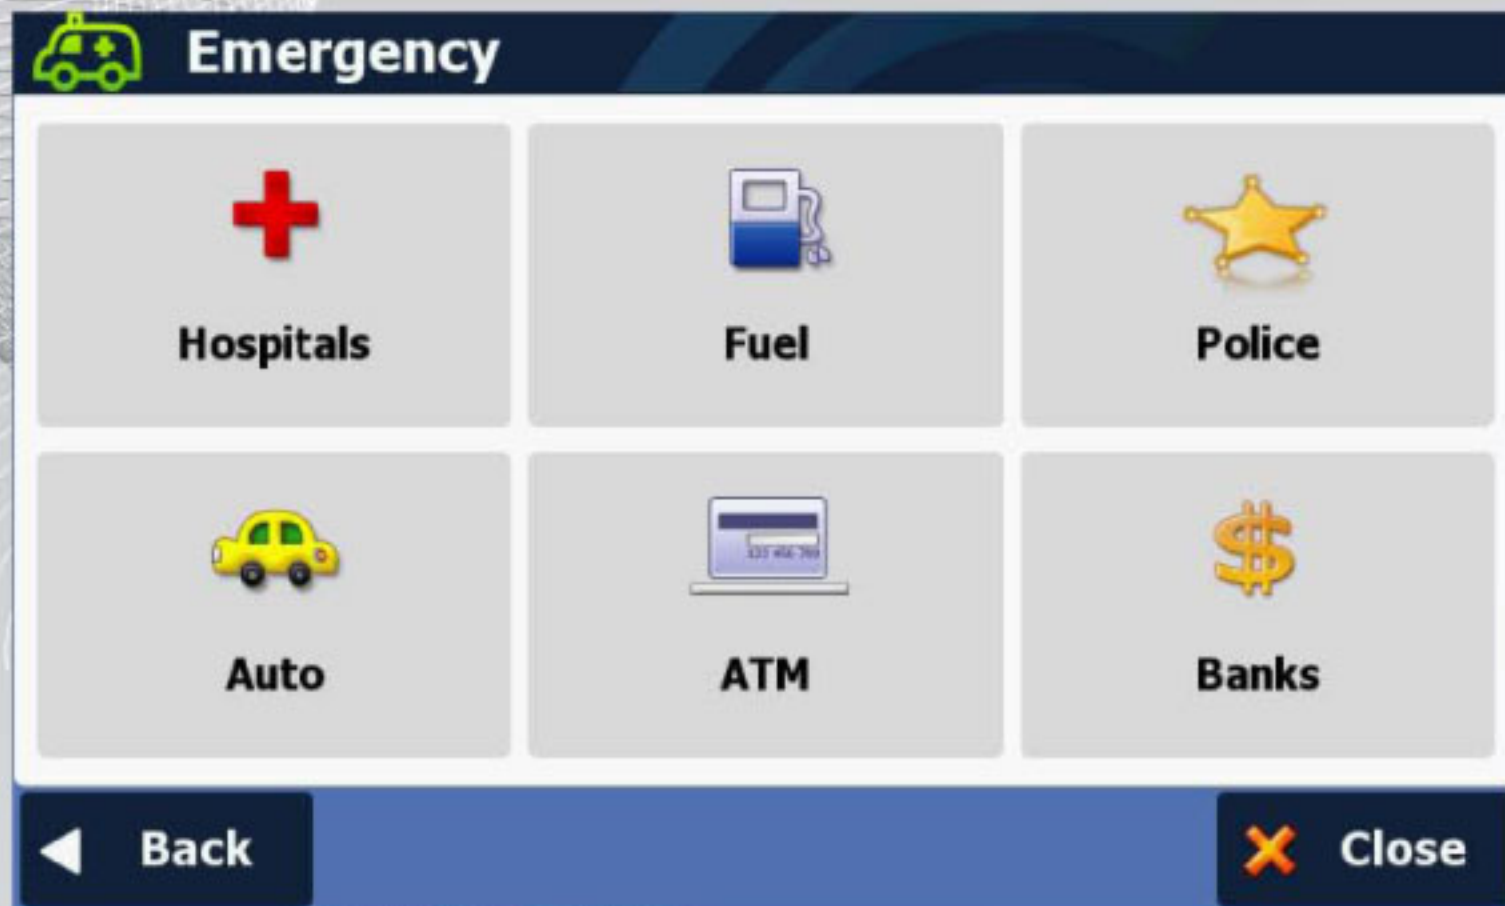 Emergency
Hospitals
Fuel
Police
Auto
ATM
Banks
Back
Close